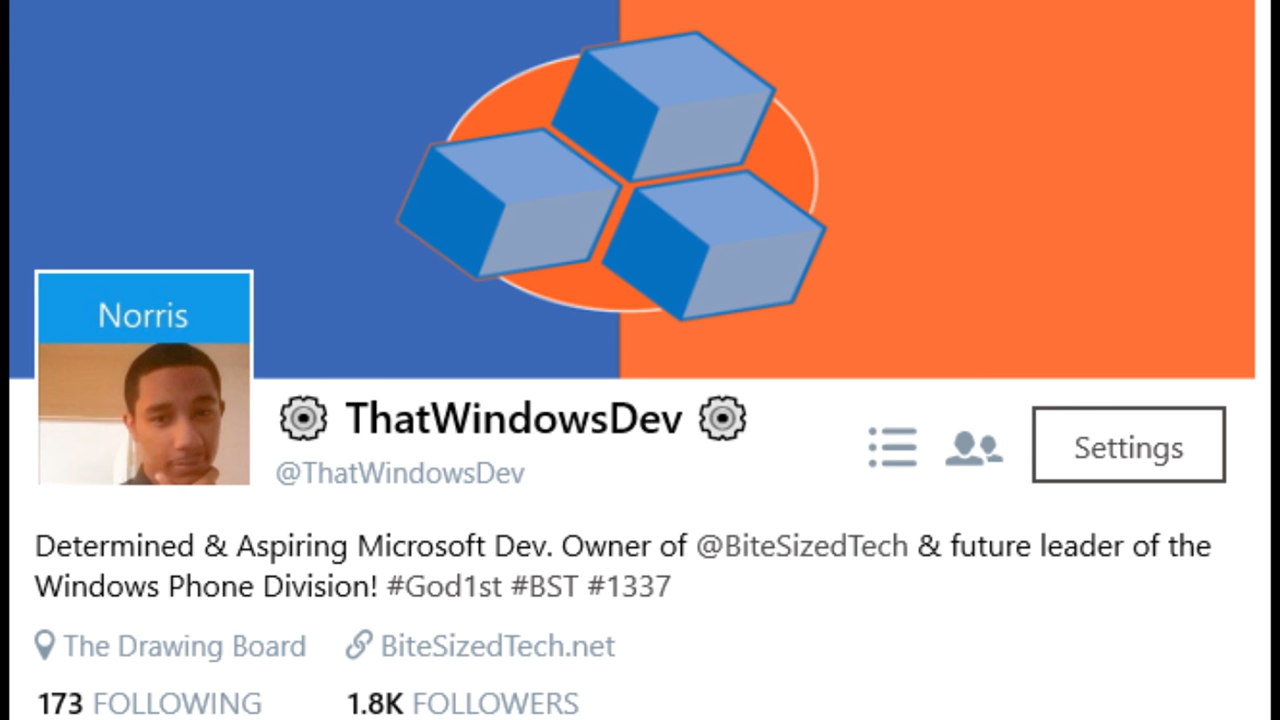 Norris
ThatWindowsDev
@ThatWindowsDev
Settings
Determined & Aspiring Microsoft Dev. Owner of @BiteSizedTech & future leader of the
Windows Phone Division! #God1st #BST #1337
The Drawing Board BiteSizedTech.net
173 FOLLOWING 1.8K FOLLOWERS